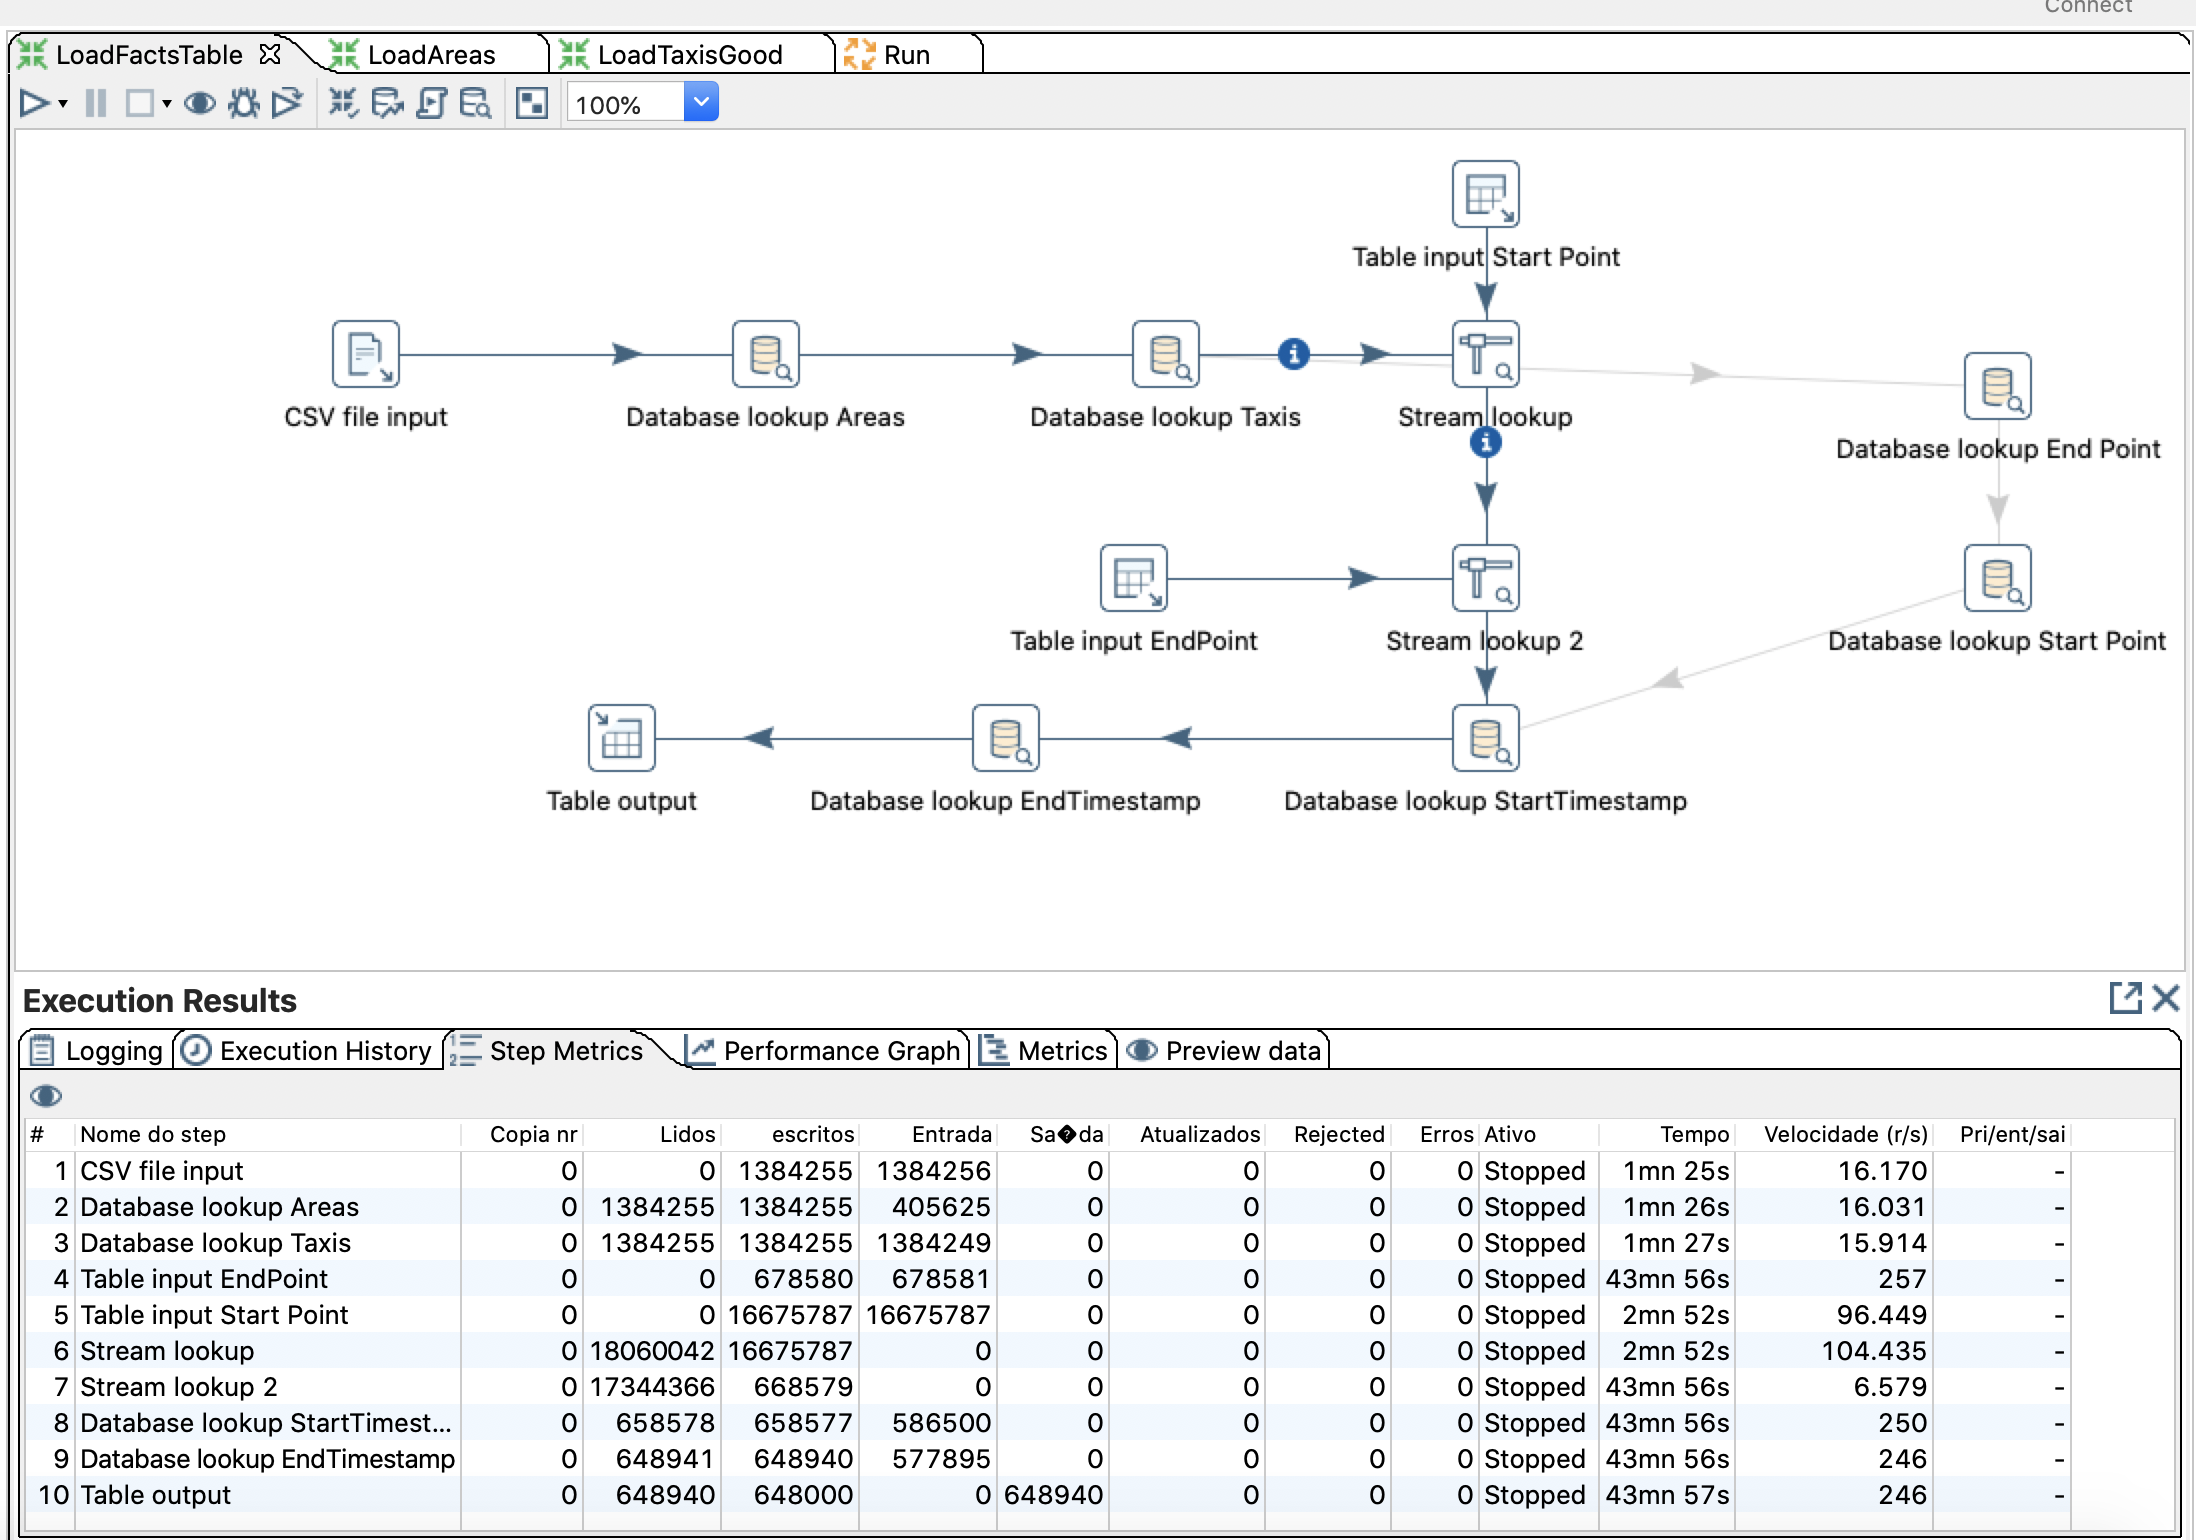 Connect
LoadFactsTable LoadAreas LoadTaxisGood Run
100%
Table input Start Point
CSV file input Database lookup Areas Database lookup Taxis Stream lookup
Database lookup End Point
Table input EndPoint Stream lookup 2 Database lookup Start Point
Table output Database lookup EndTimestamp Database lookup StartTimestamp
Execution Results
Logging Execution History Step Metrics Performance Graph Metrics Preview data
# Nome do step Copia nr Lidos escritos Entrada Sa�da Atualizados Rejected Erros Ativo Tempo Velocidade (r/s) Pri/ent/sai
1 CSV file input 0 0 1384255 1384256 0 0 0 0 Stopped 1mn 25s 16.170 -
2 Database lookup Areas 0 1384255 1384255 405625 0 0 0 0 Stopped 1mn 26s 16.031 -
3 Database lookup Taxis 0 1384255 1384255 1384249 0 0 0 0 Stopped 1mn 27s 15.914 -
4 Table input EndPoint 0 0 678580 678581 0 0 0 0 Stopped 43mn 56s 257 -
5 Table input Start Point 0 0 16675787 16675787 0 0 0 0 Stopped 2mn 52s 96.449 -
6 Stream lookup 0 18060042 16675787 0 0 0 0 0 Stopped 2mn 52s 104.435 -
7 Stream lookup 2 0 17344366 668579 0 0 0 0 0 Stopped 43mn 56s 6.579 -
8 Database lookup StartTimest... 0 658578 658577 586500 0 0 0 0 Stopped 43mn 56s 250 -
9 Database lookup EndTimestamp 0 648941 648940 577895 0 0 0 0 Stopped 43mn 56s 246 -
10 Table output 0 648940 648000 0 648940 0 0 0 Stopped 43mn 57s 246 -